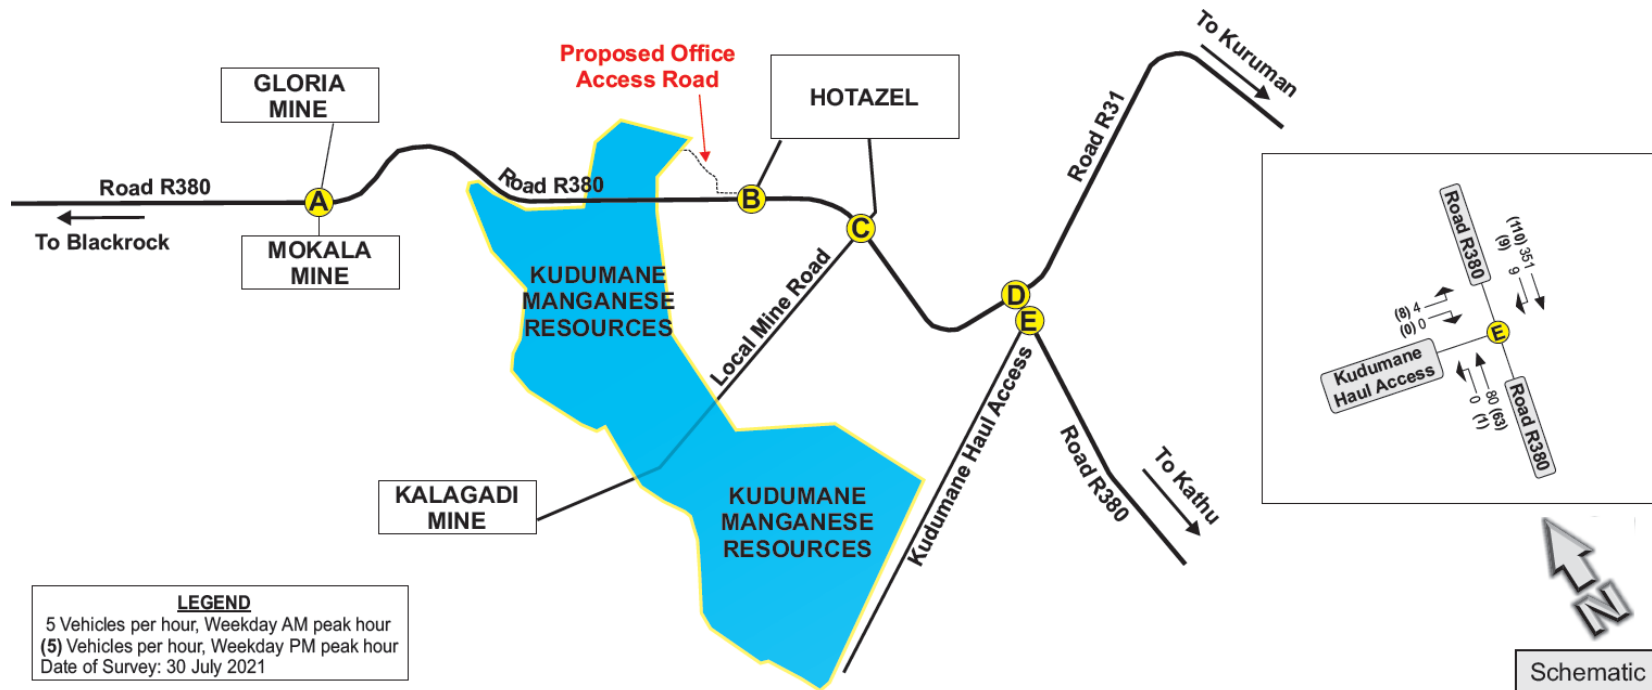 Proposed Office
Access Road
To Kuruman
GLORIA
MINE
HOTAZEL
Road R31
Road R380
A
Road R380
B
To Blackrock
MOKALA
MINE
C
KUDUMANE
MANGANESE
RESOURCES
Local Mine Road
D
E
Kudumane Haul Access
Road R380
To Kathu
KALAGADI
MINE
KUDUMANE
MANGANESE
RESOURCES
LEGEND
5 Vehicles per hour, Weekday AM peak hour
(5) Vehicles per hour, Weekday PM peak hour
Date of Survey: 30 July 2021
Road R380
(110) 351
(9) 9
(8) 4
(0) 0
E
Kudumane
Haul Access
0 (1)
80 (63)
Road R380
N
Schematic